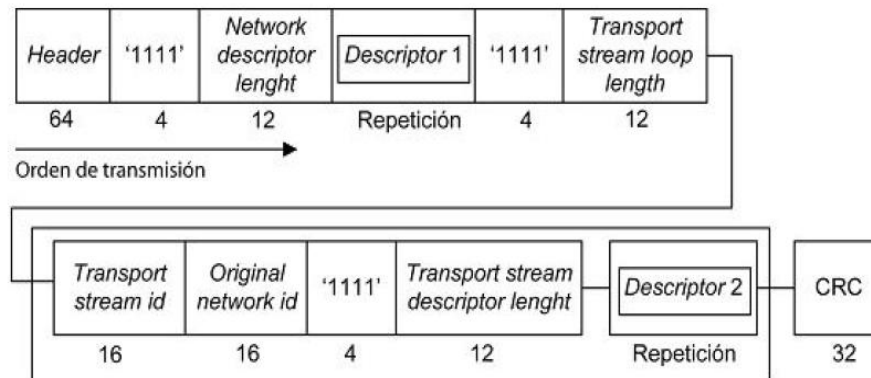 Header
'1111'
Network
descriptor
lenght
Descriptor 1
'1111'
Transport
stream loop
length
64
4
12
Repetición
4
12
Orden de transmisión
Transport
stream id
Original
network id
'1111'
Transport stream
descriptor lenght
Descriptor 2
CRC
16
16
4
12
Repetición
32